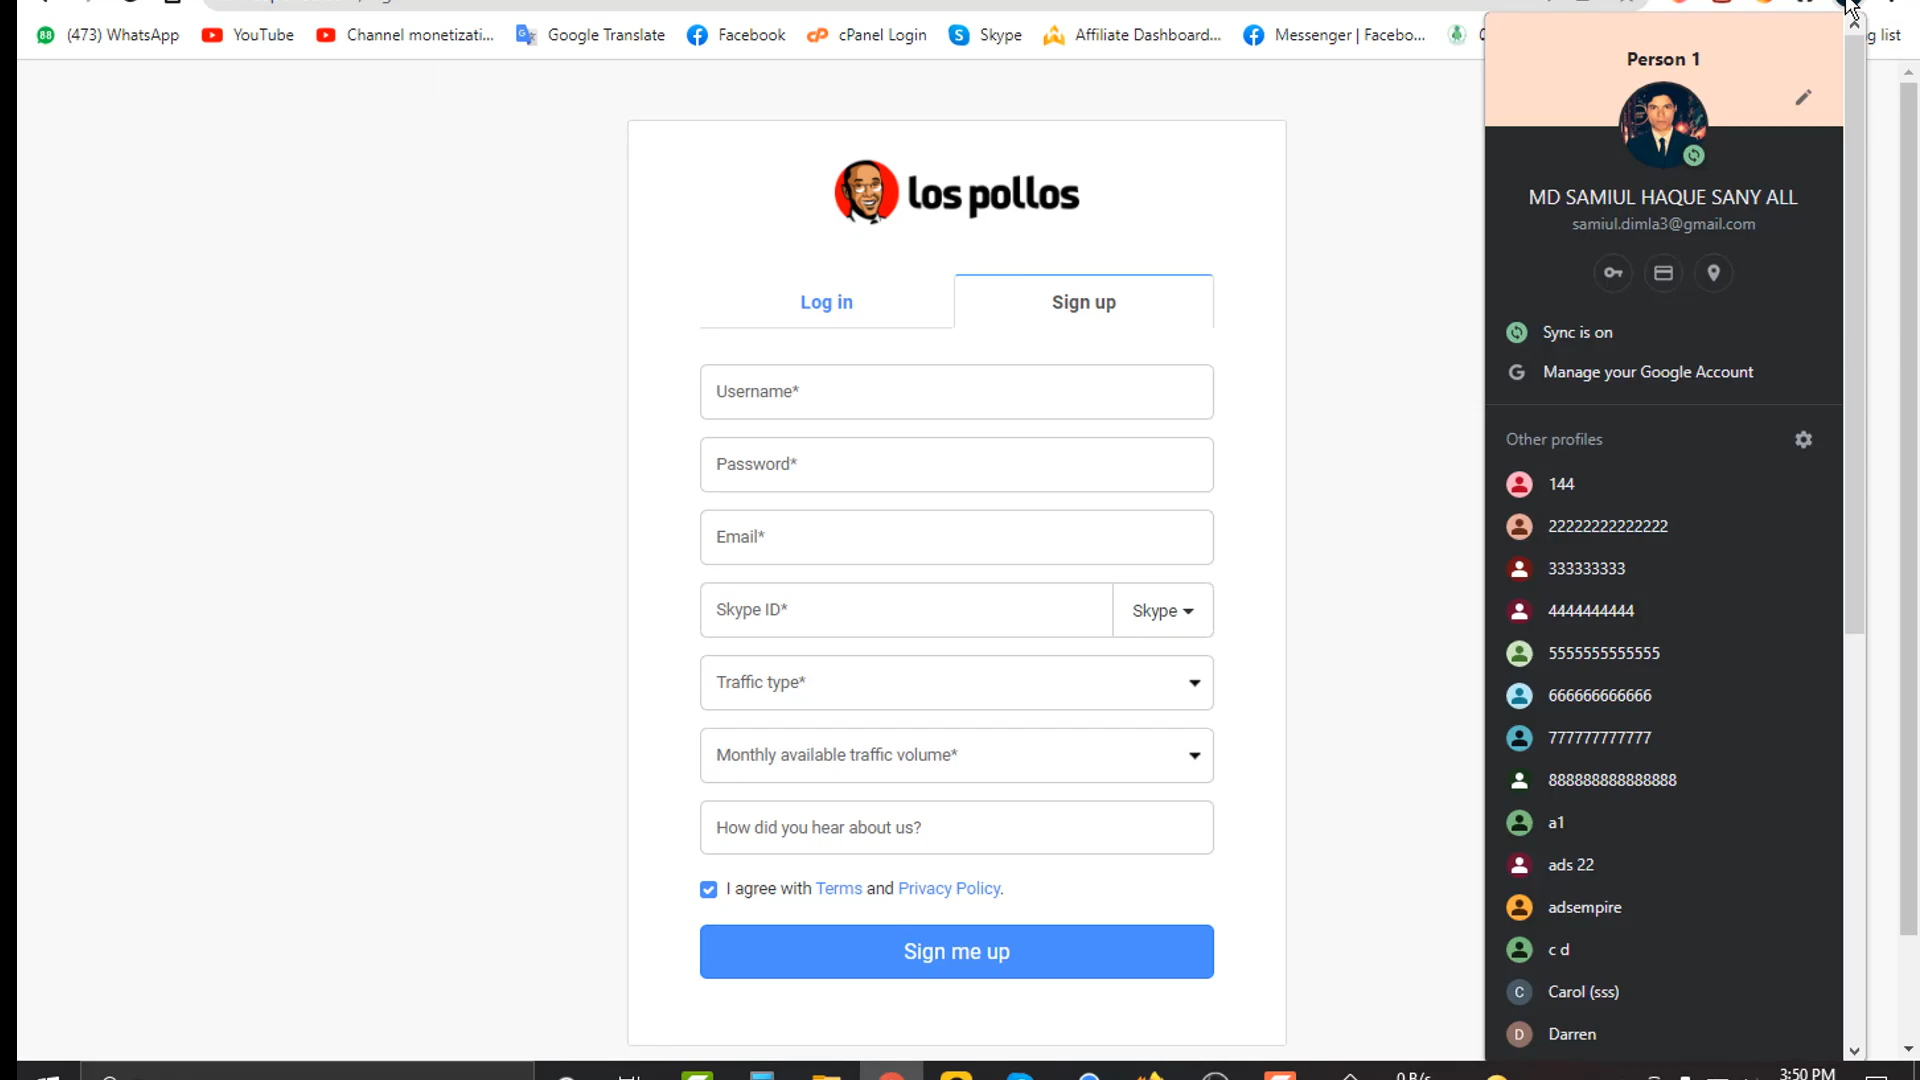 (473) WhatsApp
YouTube
Channel monetizati...
Google Translate
Facebook
cPanel Login
Skype
Affiliate Dashboard...
Messenger | Facebo...
g list
los pollos
Log in
Sign up
Username*
Password*
Email*
Skype ID*
Skype
Traffic type*
Monthly available traffic volume*
How did you hear about us?
I agree with Terms and Privacy Policy.
Sign me up
Person 1
MD SAMIUL HAQUE SANY ALL
samiul.dimla3@gmail.com
Sync is on
Manage your Google Account
Other profiles
144
22222222222222
333333333
4444444444
5555555555555
666666666666
777777777777
888888888888888
a1
ads 22
adsempire
c d
C Carol (sss)
D Darren
3:50 PM